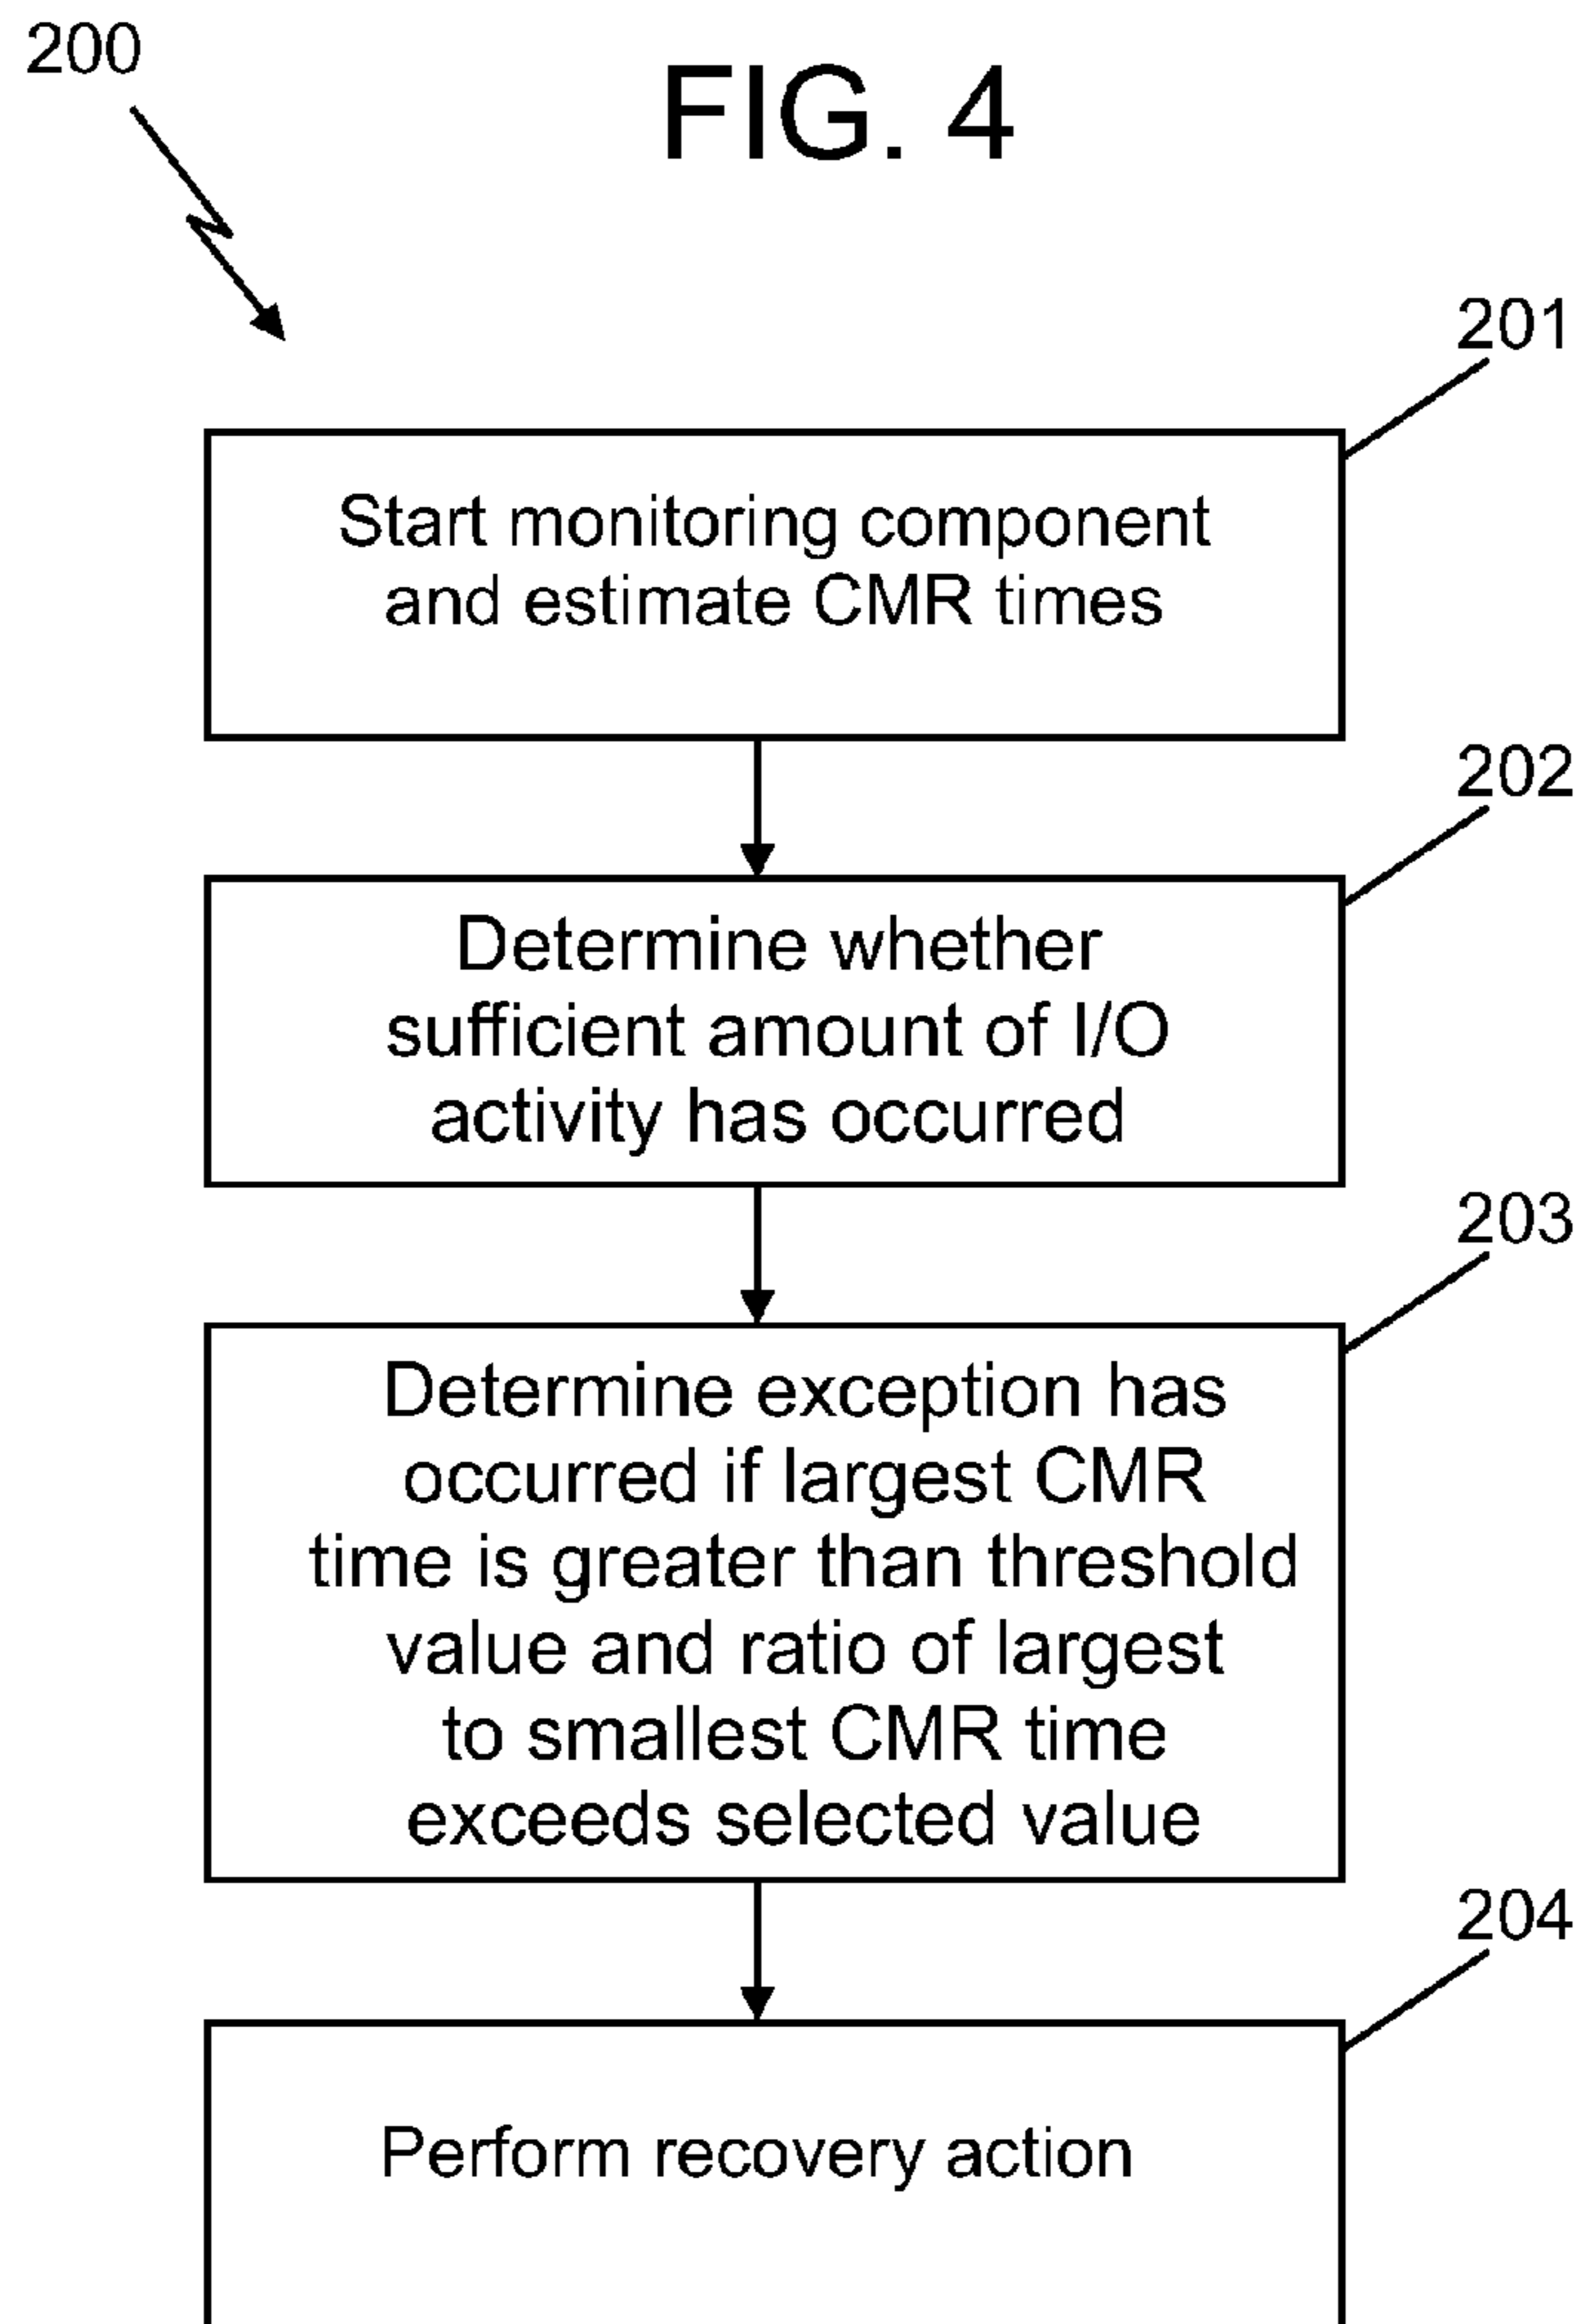 200
FIG. 4
201
Start monitoring component
and estimate CMR times
202
Determine whether
sufficient amount of I/O
activity has occurred
203
Determine exception has
occurred if largest CMR
time is greater than threshold
value and ratio of largest
to smallest CMR time
exceeds selected value
204
Perform recovery action